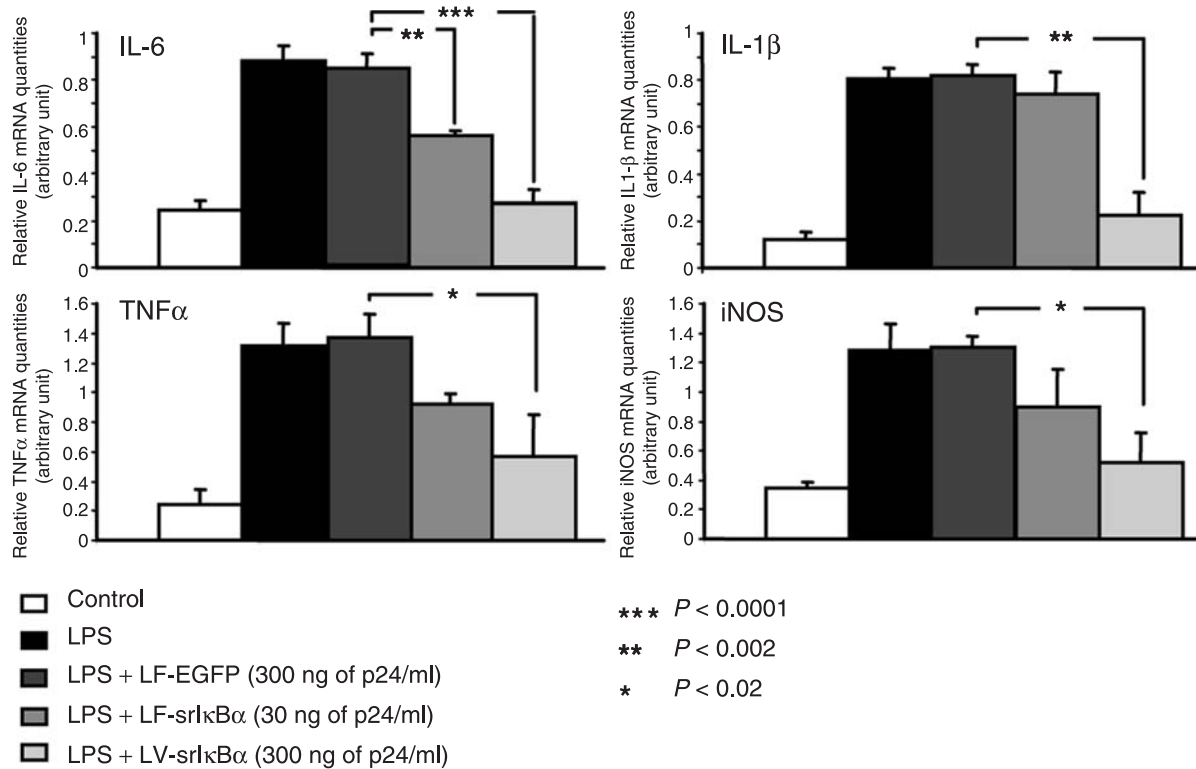 IL-6
***
**
Relative IL-6 mRNA quantities
(arbitrary unit)
1
0.8
0.6
0.4
0.2
0
IL-1β
**
Relative IL1-β mRNA quantities
(arbitrary unit)
1
0.8
0.6
0.4
0.2
0
TNFα
*
Relative TNFα mRNA quantities
(arbitrary unit)
1.6
1.4
1.2
1
0.8
0.6
0.4
0.2
0
iNOS
*
Relative iNOS mRNA quantities
(arbitrary unit)
1.6
1.4
1.2
1
0.8
0.6
0.4
0.2
0
Control
LPS
LPS + LF-EGFP (300 ng of p24/ml)
LPS + LF-srIκBα (30 ng of p24/ml)
LPS + LV-srIκBα (300 ng of p24/ml)
*** P < 0.0001
** P < 0.002
* P < 0.02